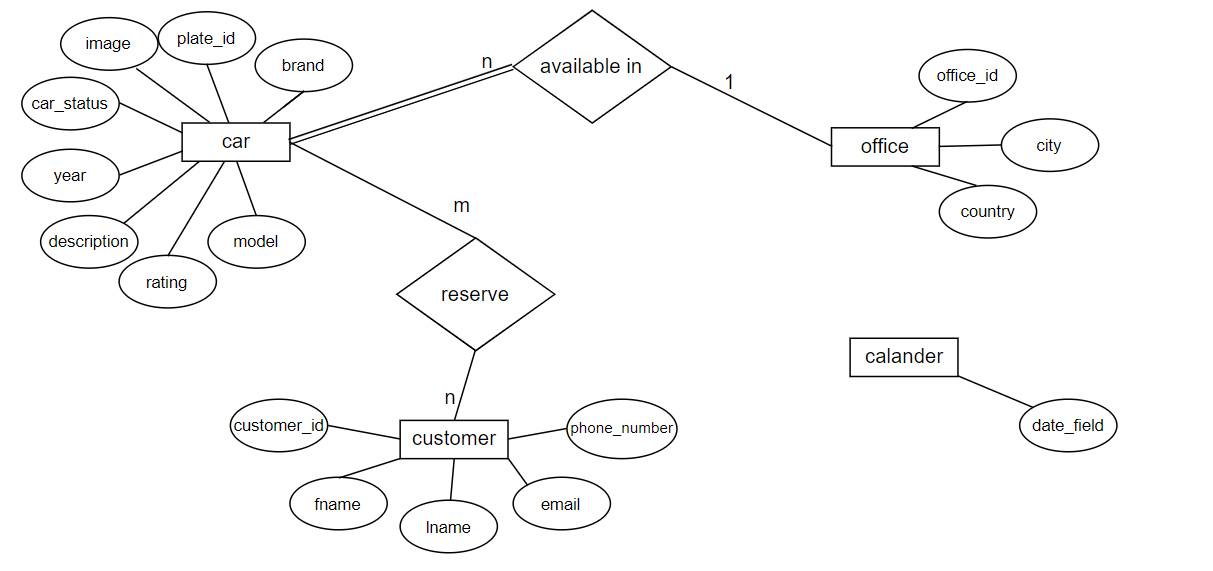 image
plate_id
brand
car_status
car
year
description
rating
model
n
available in
1
office
office_id
city
country
m
reserve
n
calander
date_field
customer_id
customer
phone_number
fname
lname
email